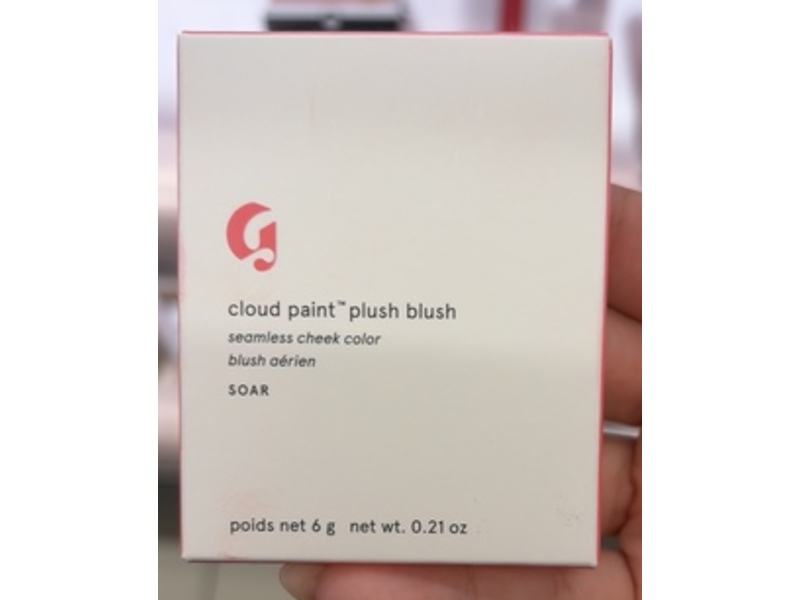 G
cloud paint™ plush blush
seamless cheek color
blush aérien
SOAR
poids net 6 g net wt. 0.21 oz